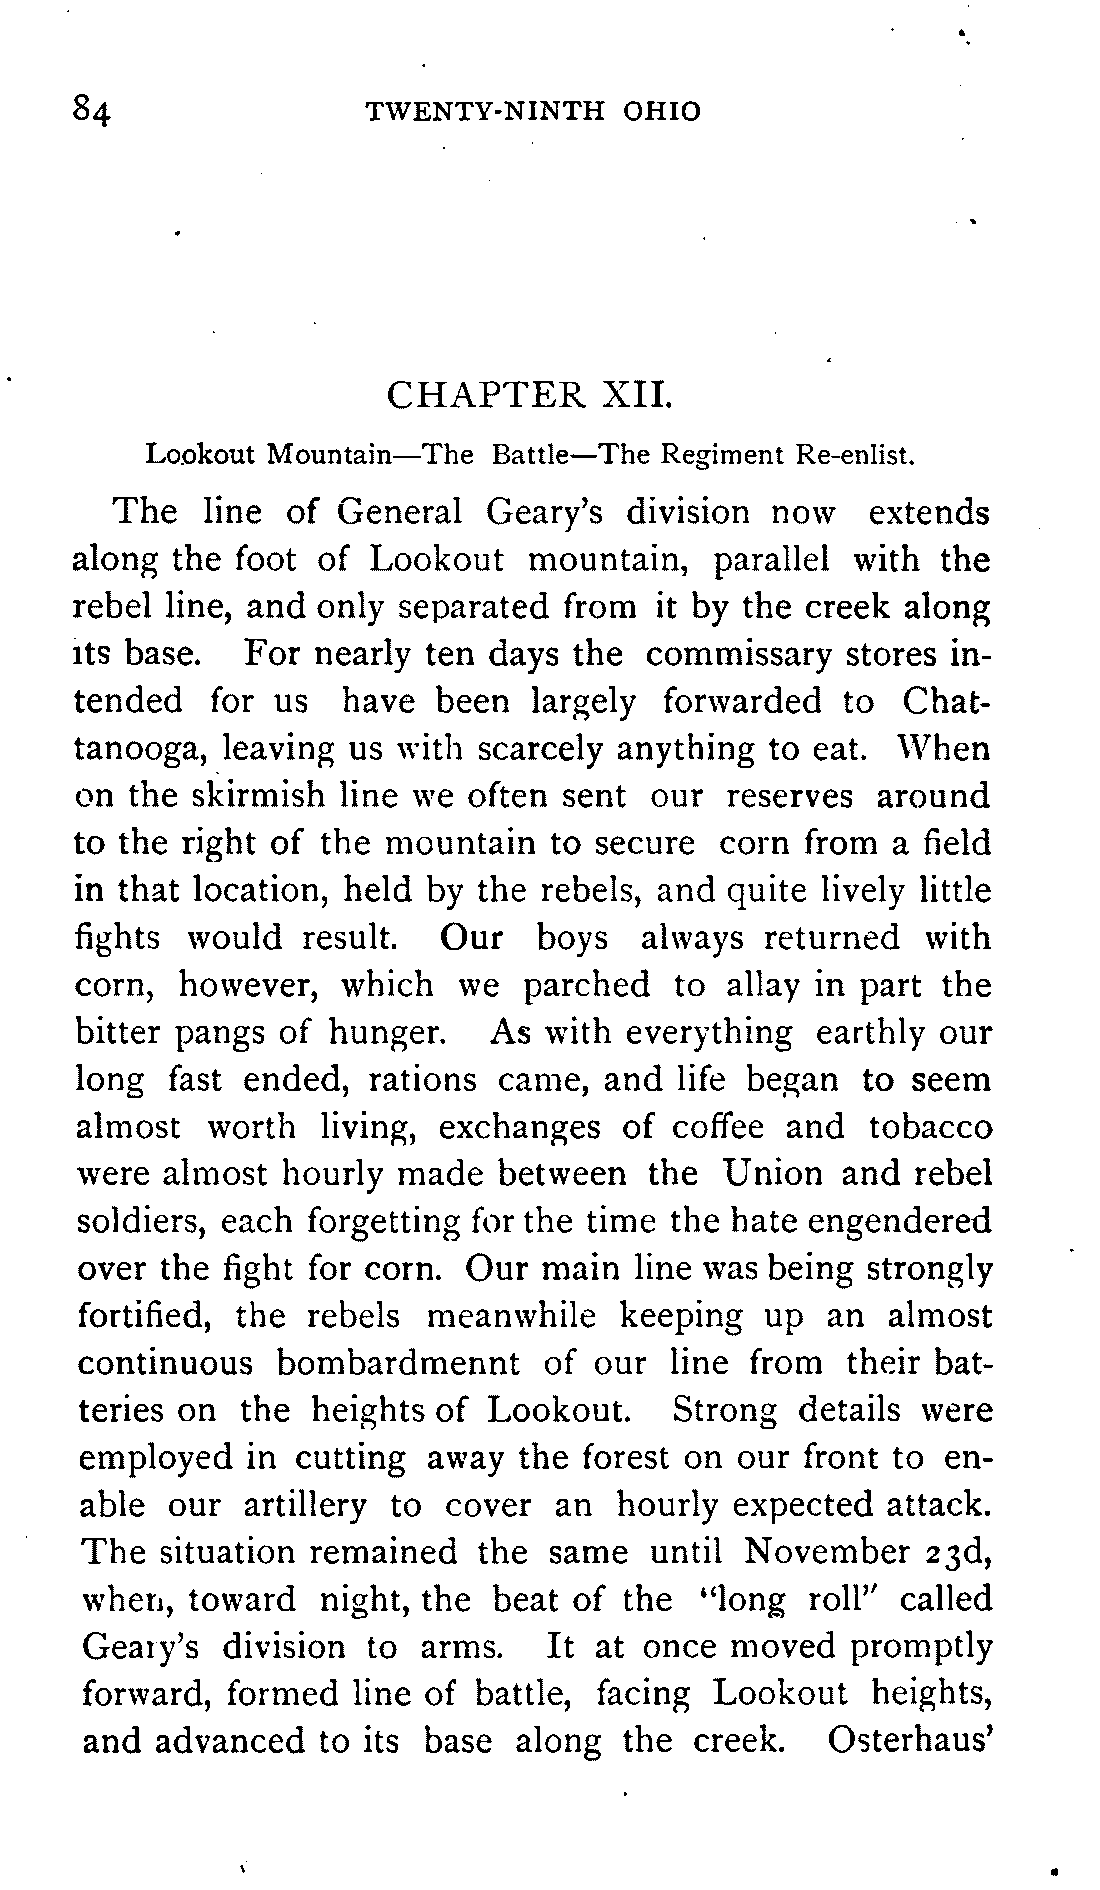 84 TWENTY-NINTH OHIO
CHAPTER XII.
Lookout Mountain—The Battle—The Regiment Re-enlist.
The line of General Geary's division now extends
along the foot of Lookout mountain, parallel with the
rebel line, and only separated from it by the creek along
its base. For nearly ten days the commissary stores in-
tended for us have been largely forwarded to Chat-
tanooga, leaving us with scarcely anything to eat. When
on the skirmish line we often sent our reserves around
to the right of the mountain to secure corn from a field
in that location, held by the rebels, and quite lively little
fights would result. Our boys always returned with
corn, however, which we parched to allay in part the
bitter pangs of hunger. As with everything earthly our
long fast ended, rations came, and life began to seem
almost worth living, exchanges of coffee and tobacco
were almost hourly made between the Union and rebel
soldiers, each forgetting for the time the hate engendered
over the fight for corn. Our main line was being strongly
fortified, the rebels meanwhile keeping up an almost
continuous bombardmennt of our line from their bat-
teries on the heights of Lookout. Strong details were
employed in cutting away the forest on our front to en-
able our artillery to cover an hourly expected attack.
The situation remained the same until November 23d,
when, toward night, the beat of the "long roll" called
Geary's division to arms. It at once moved promptly
forward, formed line of battle, facing Lookout heights,
and advanced to its base along the creek. Osterhaus'